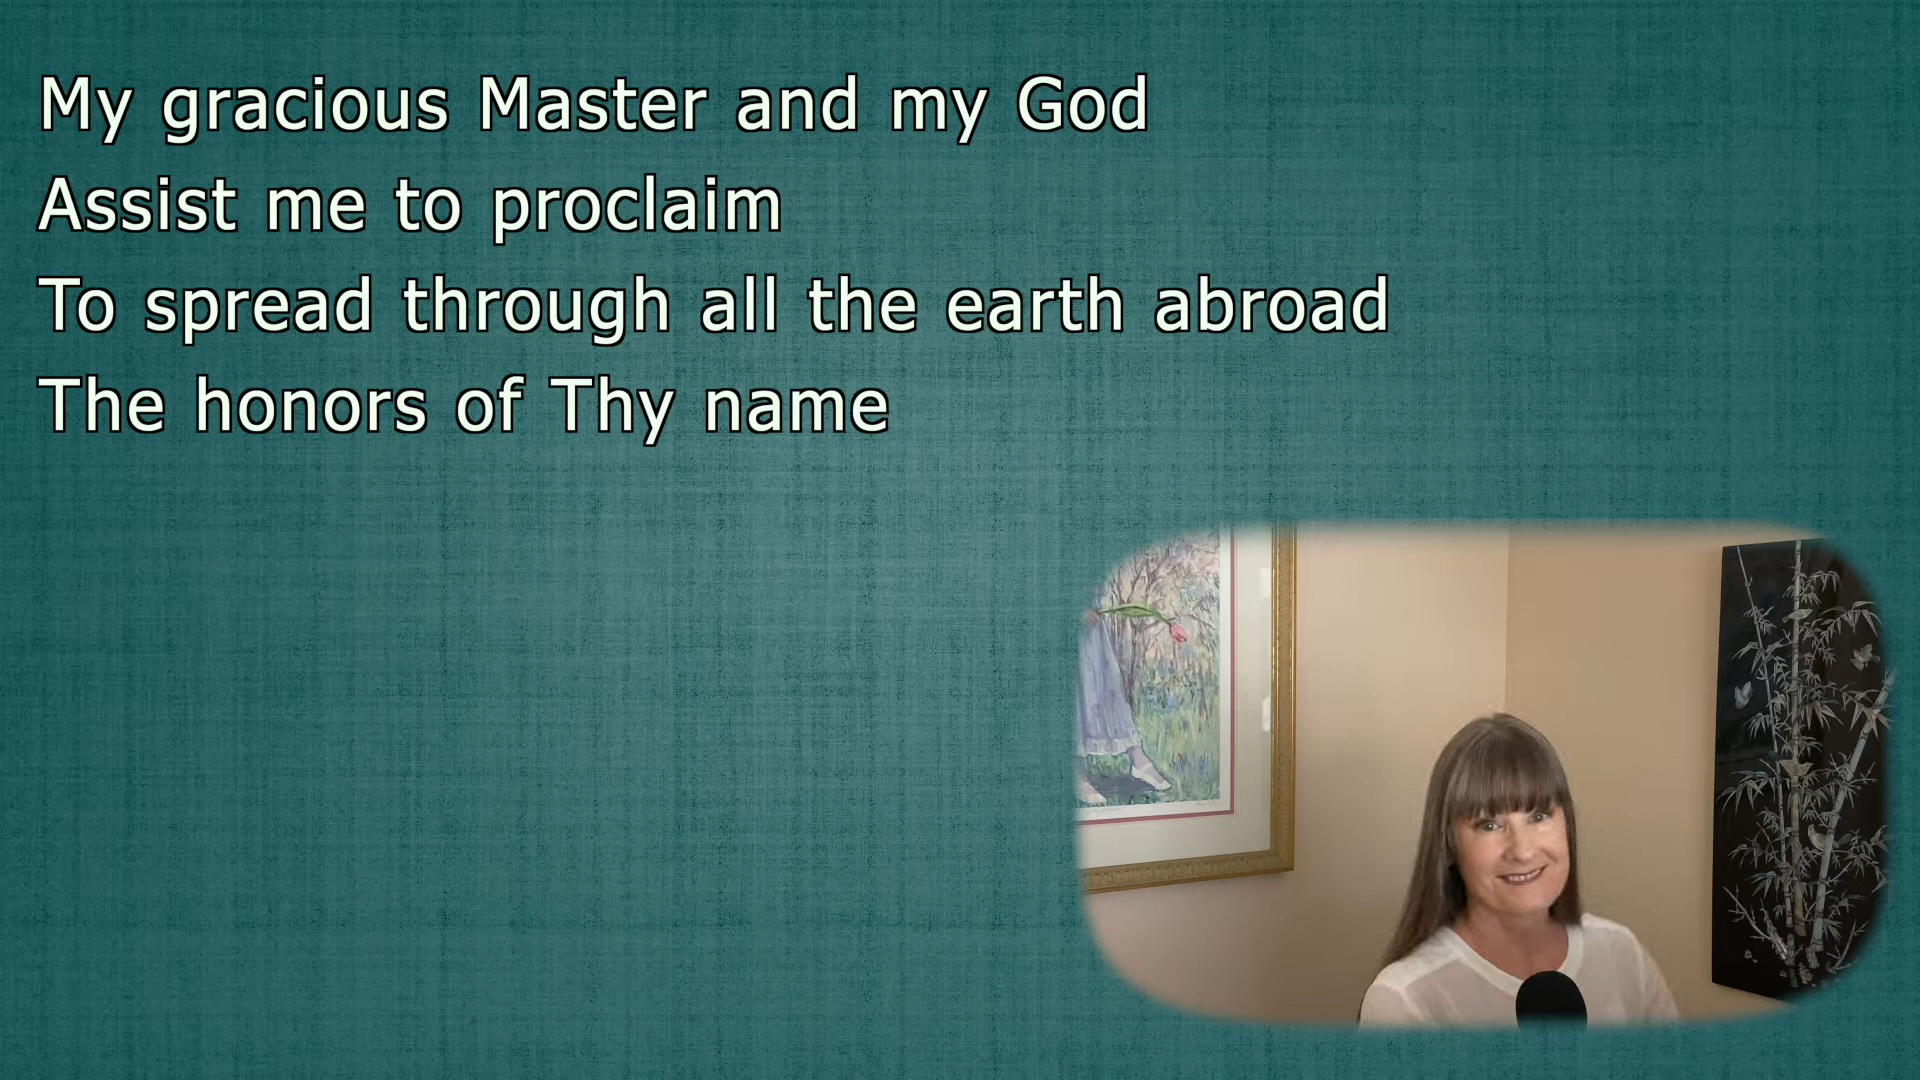 My gracious Master and my God
Assist me to proclaim
To spread through all the earth abroad
The honors of Thy name